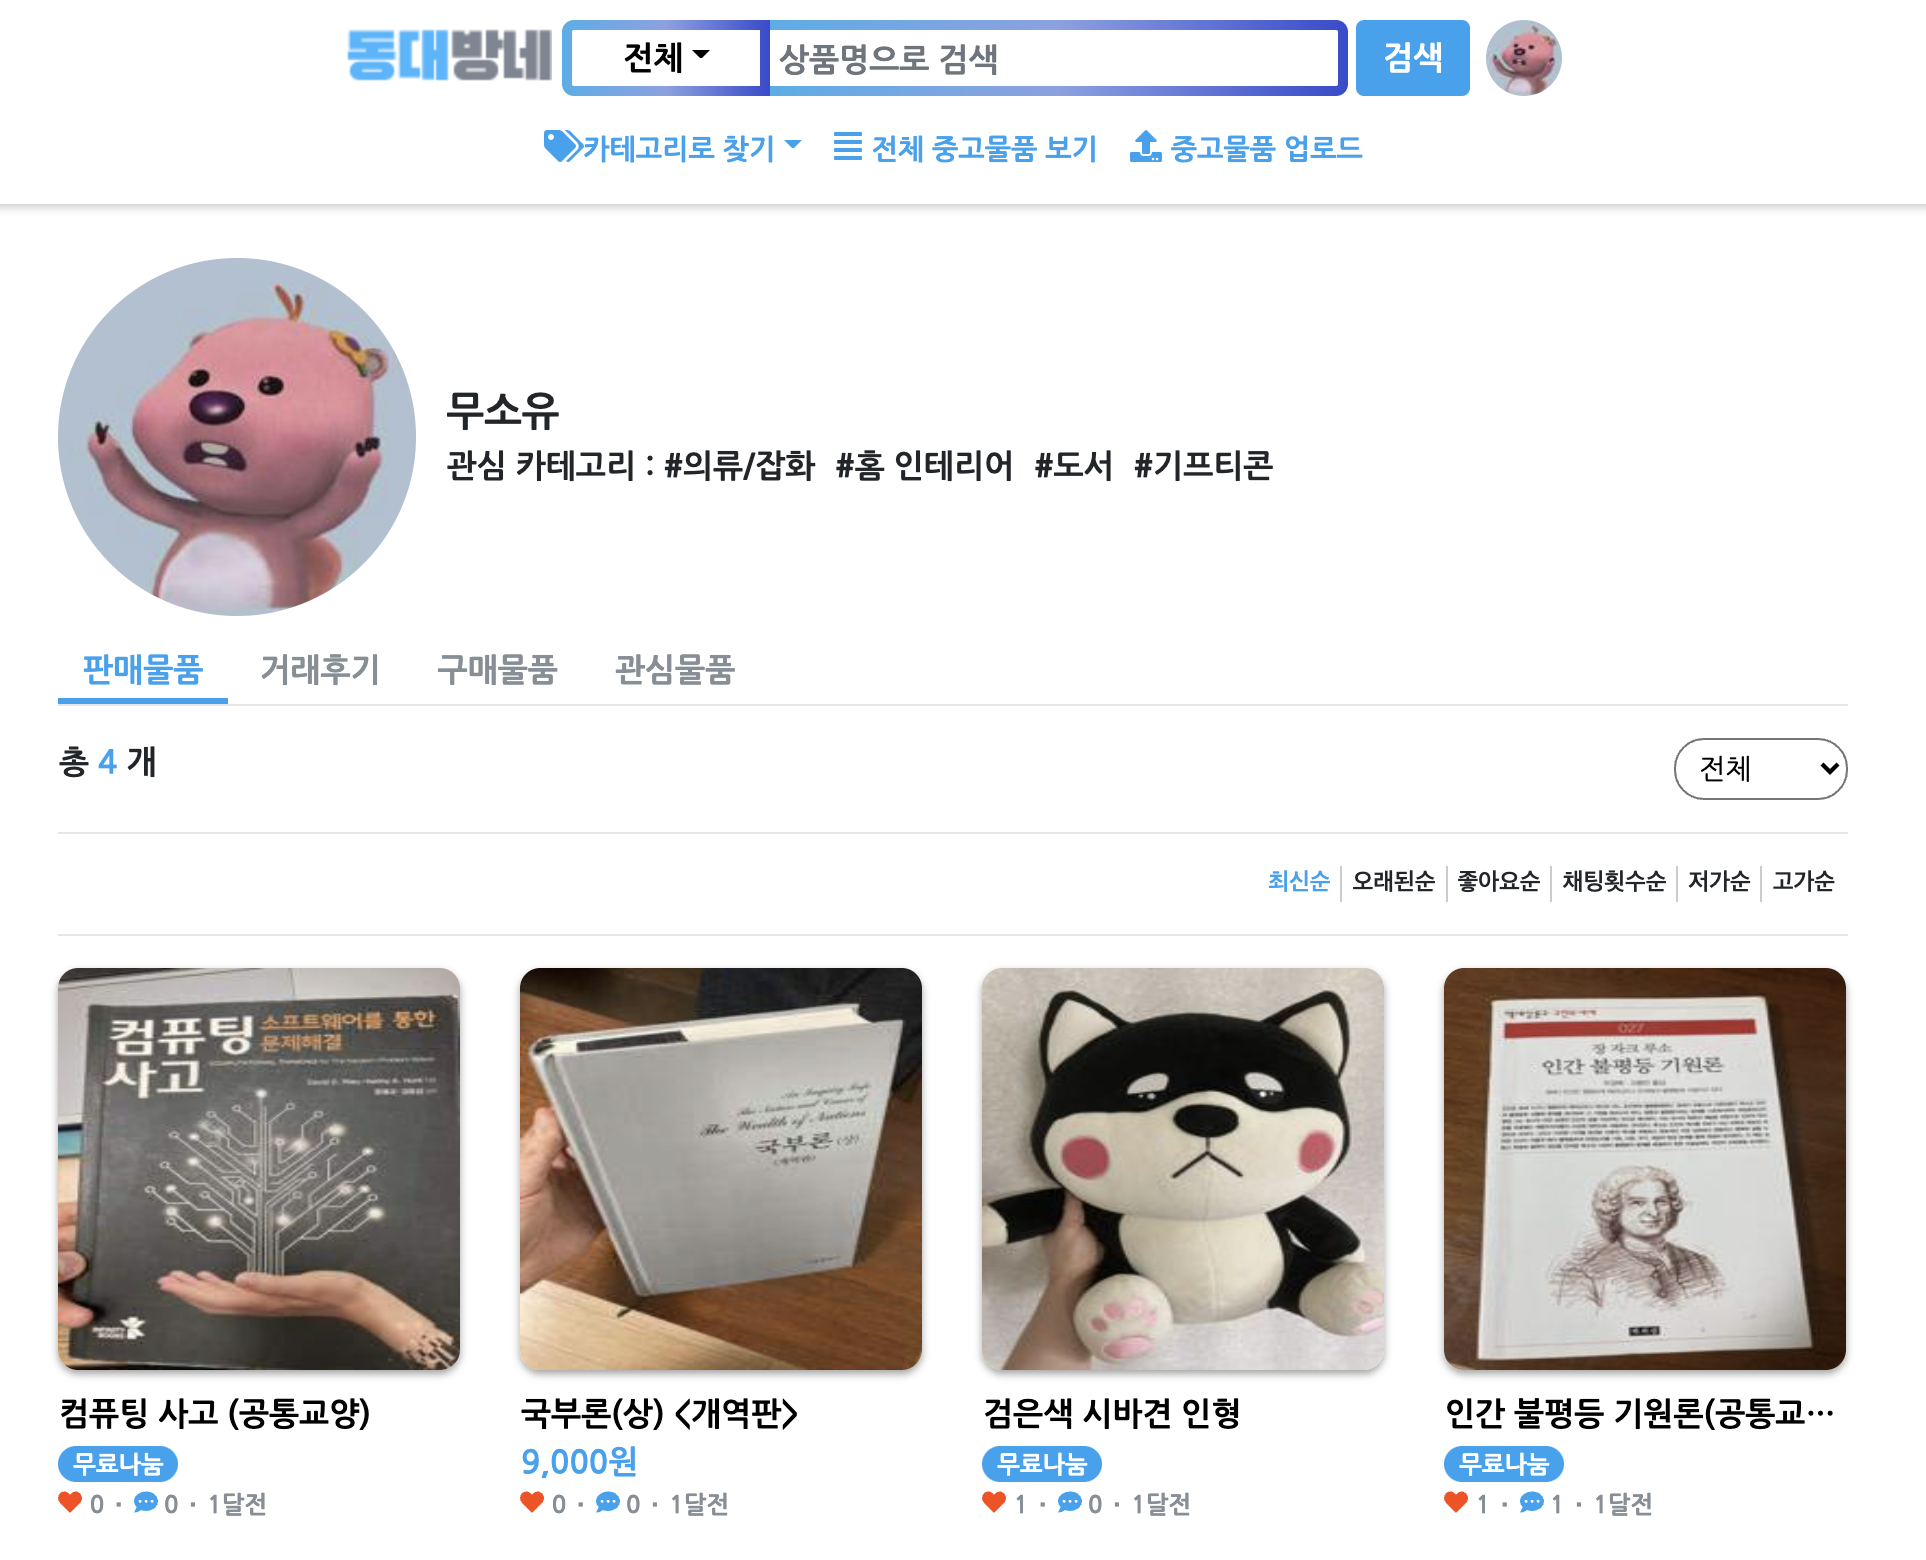 동대방네
전체
상품명으로 검색
검색
카테고리로 찾기
전체 중고물품 보기
중고물품 업로드
무소유
관심 카테고리 : #의류/잡화 #홈 인테리어 #도서 #기프티콘
판매물품 거래후기 구매물품 관심물품
총 4 개
전체
최신순 오래된순 좋아요순 채팅횟수순 저가순 고가순
컴퓨팅 사고
소프트웨어를 통한
문제해결
INFINITY
BOOKS
The Wealth of Nations
국부론 (상)
(개역판)
027
장 자크 루소
인간 불평등 기원론
컴퓨팅 사고 (공통교양)
무료나눔
0 · 0 · 1달전
국부론(상) <개역판>
9,000원
0 · 0 · 1달전
검은색 시바견 인형
무료나눔
1 · 0 · 1달전
인간 불평등 기원론(공통교…
무료나눔
1 · 1 · 1달전